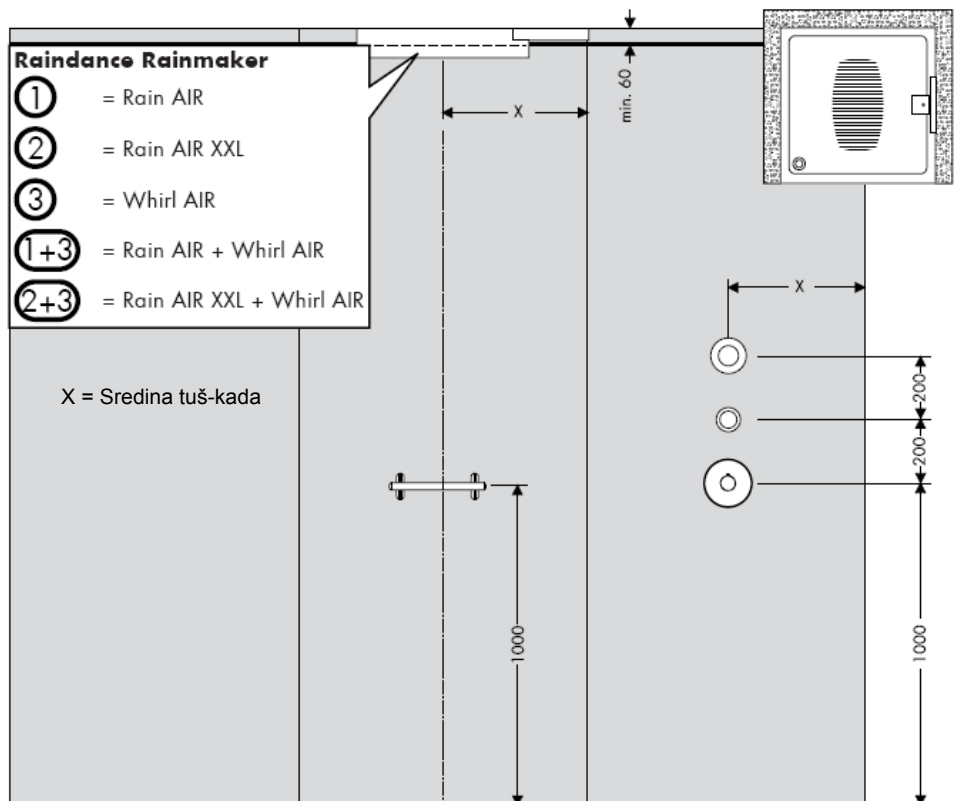 Raindance Rainmaker
1 = Rain AIR
2 = Rain AIR XXL
3 = Whirl AIR
1+3 = Rain AIR + Whirl AIR
2+3 = Rain AIR XXL + Whirl AIR
X = Sredina tuš-kada
X
min. 60
X
200
200
1000
1000